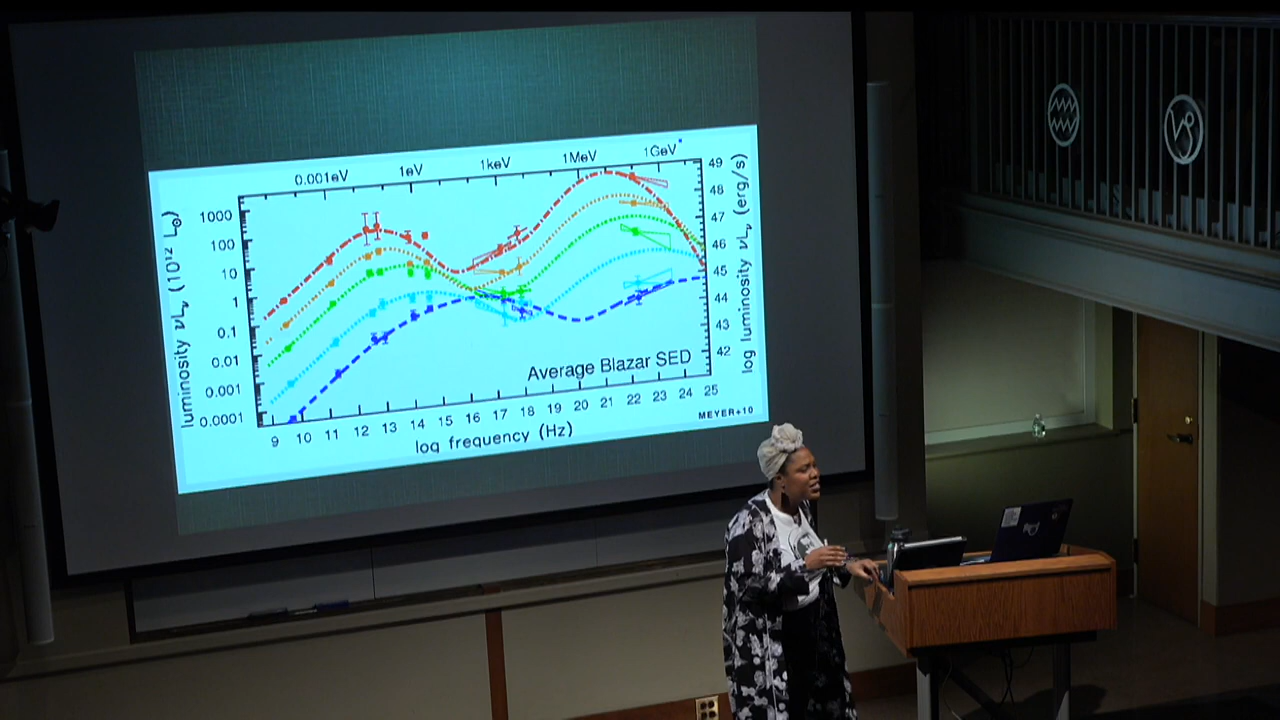 0.001eV 1eV 1keV 1MeV 1GeV
1000
100
10
1
0.1
0.01
0.001
0.0001
luminosity νLν (10¹² L⊙)
49
48
47
46
45
44
43
42
log luminosity νLν (erg/s)
Average Blazar SED
9 10 11 12 13 14 15 16 17 18 19 20 21 22 23 24 25
log frequency (Hz)
MEYER+10